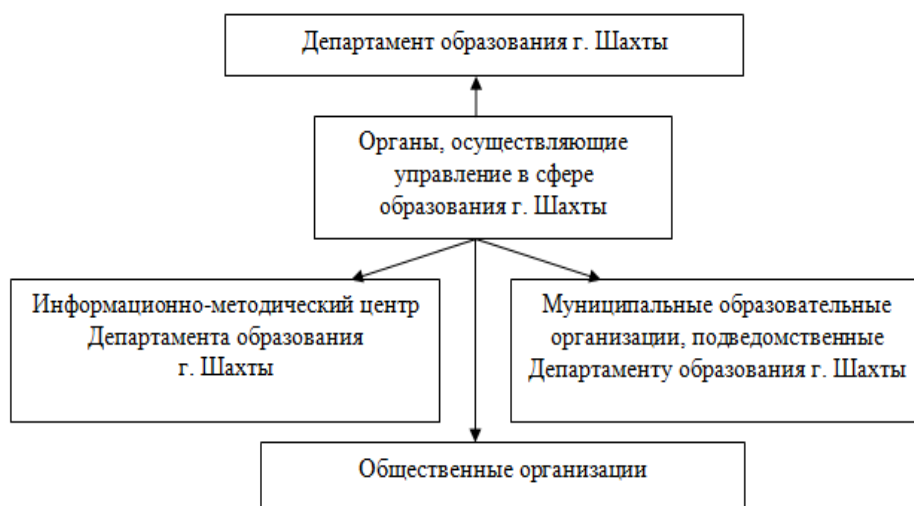 Департамент образования г. Шахты
Органы, осуществляющие
управление в сфере
образования г. Шахты
Информационно-методический центр
Департамента образования
г. Шахты
Муниципальные образовательные
организации, подведомственные
Департаменту образования г. Шахты
Общественные организации